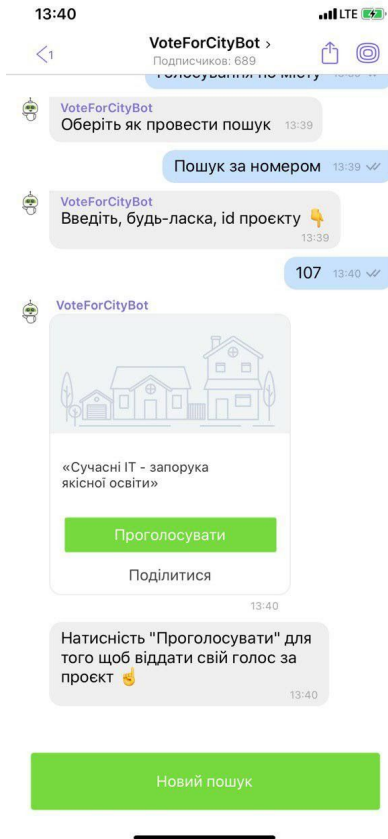 13:40
LTE
1
VoteForCityBot
Подписчиков: 689
VoteForCityBot
Оберіть як провести пошук 13:39
Пошук за номером 13:39
VoteForCityBot
Введіть, будь-ласка, id проєкту
13:39
107 13:40
VoteForCityBot
«Сучасні ІТ - запорука
якісної освіти»
Проголосувати
Поділитися
13:40
Натисність "Проголосувати" для
того щоб віддати свій голос за
проєкт
13:40
Новий пошук